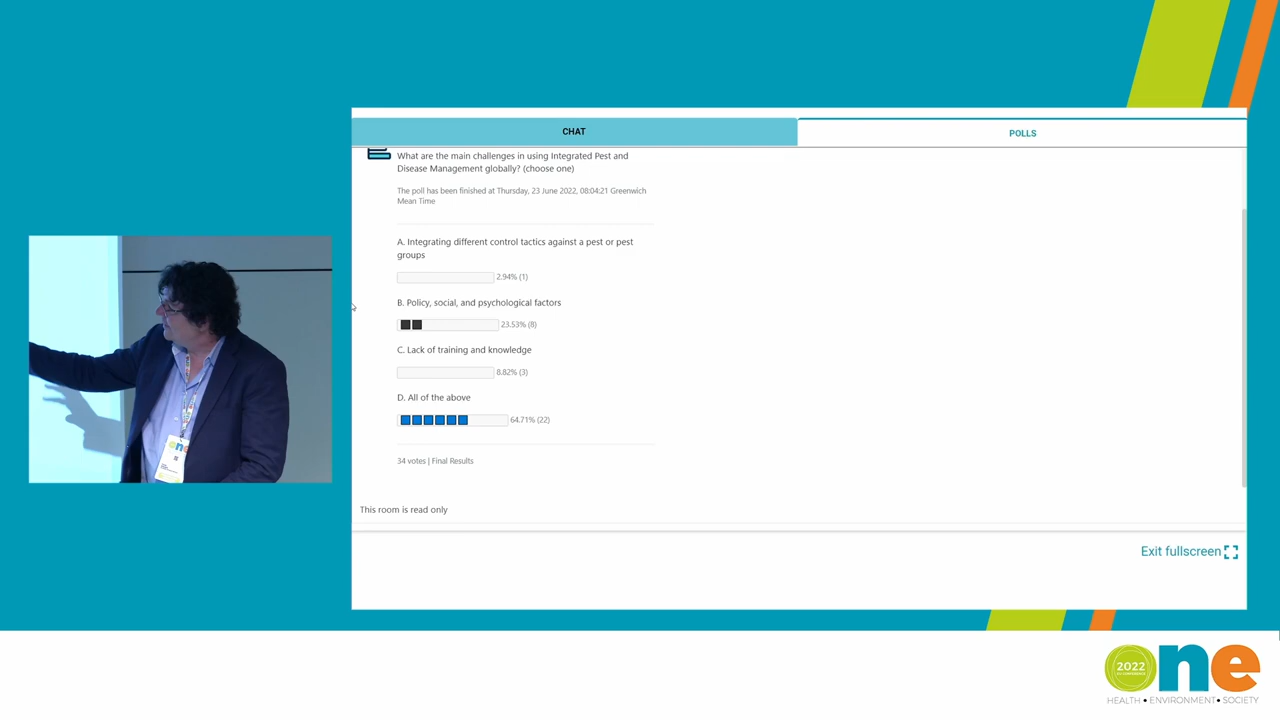 CHAT
POLLS
What are the main challenges in using Integrated Pest and
Disease Management globally? (choose one)
The poll has been finished at Thursday, 23 June 2022, 08:04:21 Greenwich
Mean Time
A. Integrating different control tactics against a pest or pest
groups
2.94% (1)
B. Policy, social, and psychological factors
23.53% (8)
C. Lack of training and knowledge
8.82% (3)
D. All of the above
64.71% (22)
34 votes | Final Results
This room is read only
Exit fullscreen
one
2022
one
HEALTH • ENVIRONMENT • SOCIETY